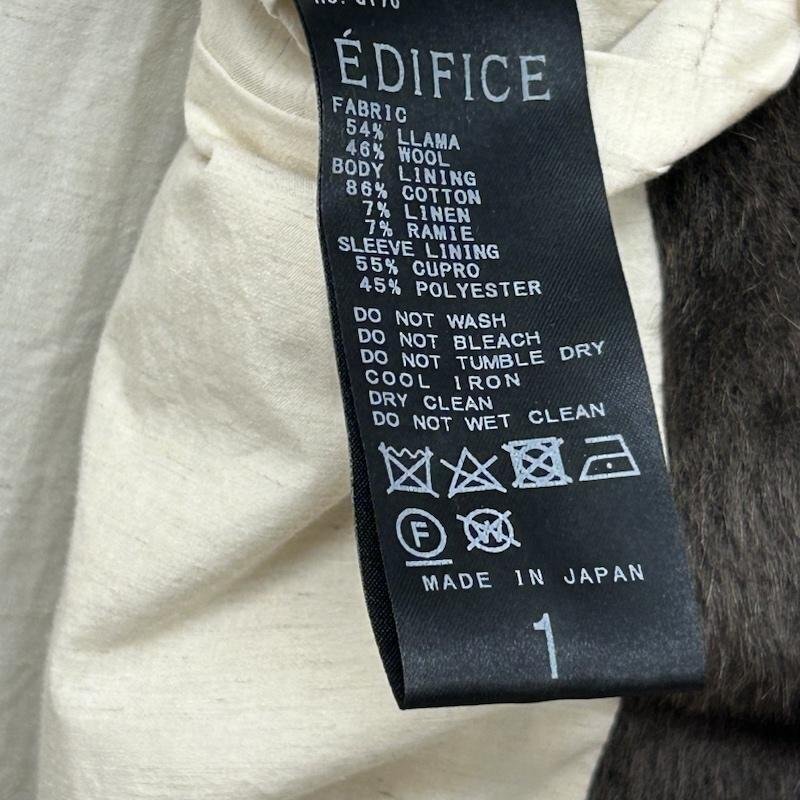 ÉDIFICE
FABRIC
54% LLAMA
46% WOOL
BODY LINING
86% COTTON
7% LINEN
7% RAMIE
SLEEVE LINING
55% CUPRO
45% POLYESTER
DO NOT WASH
DO NOT BLEACH
DO NOT TUMBLE DRY
COOL IRON
DRY CLEAN
DO NOT WET CLEAN
F W
MADE IN JAPAN
1